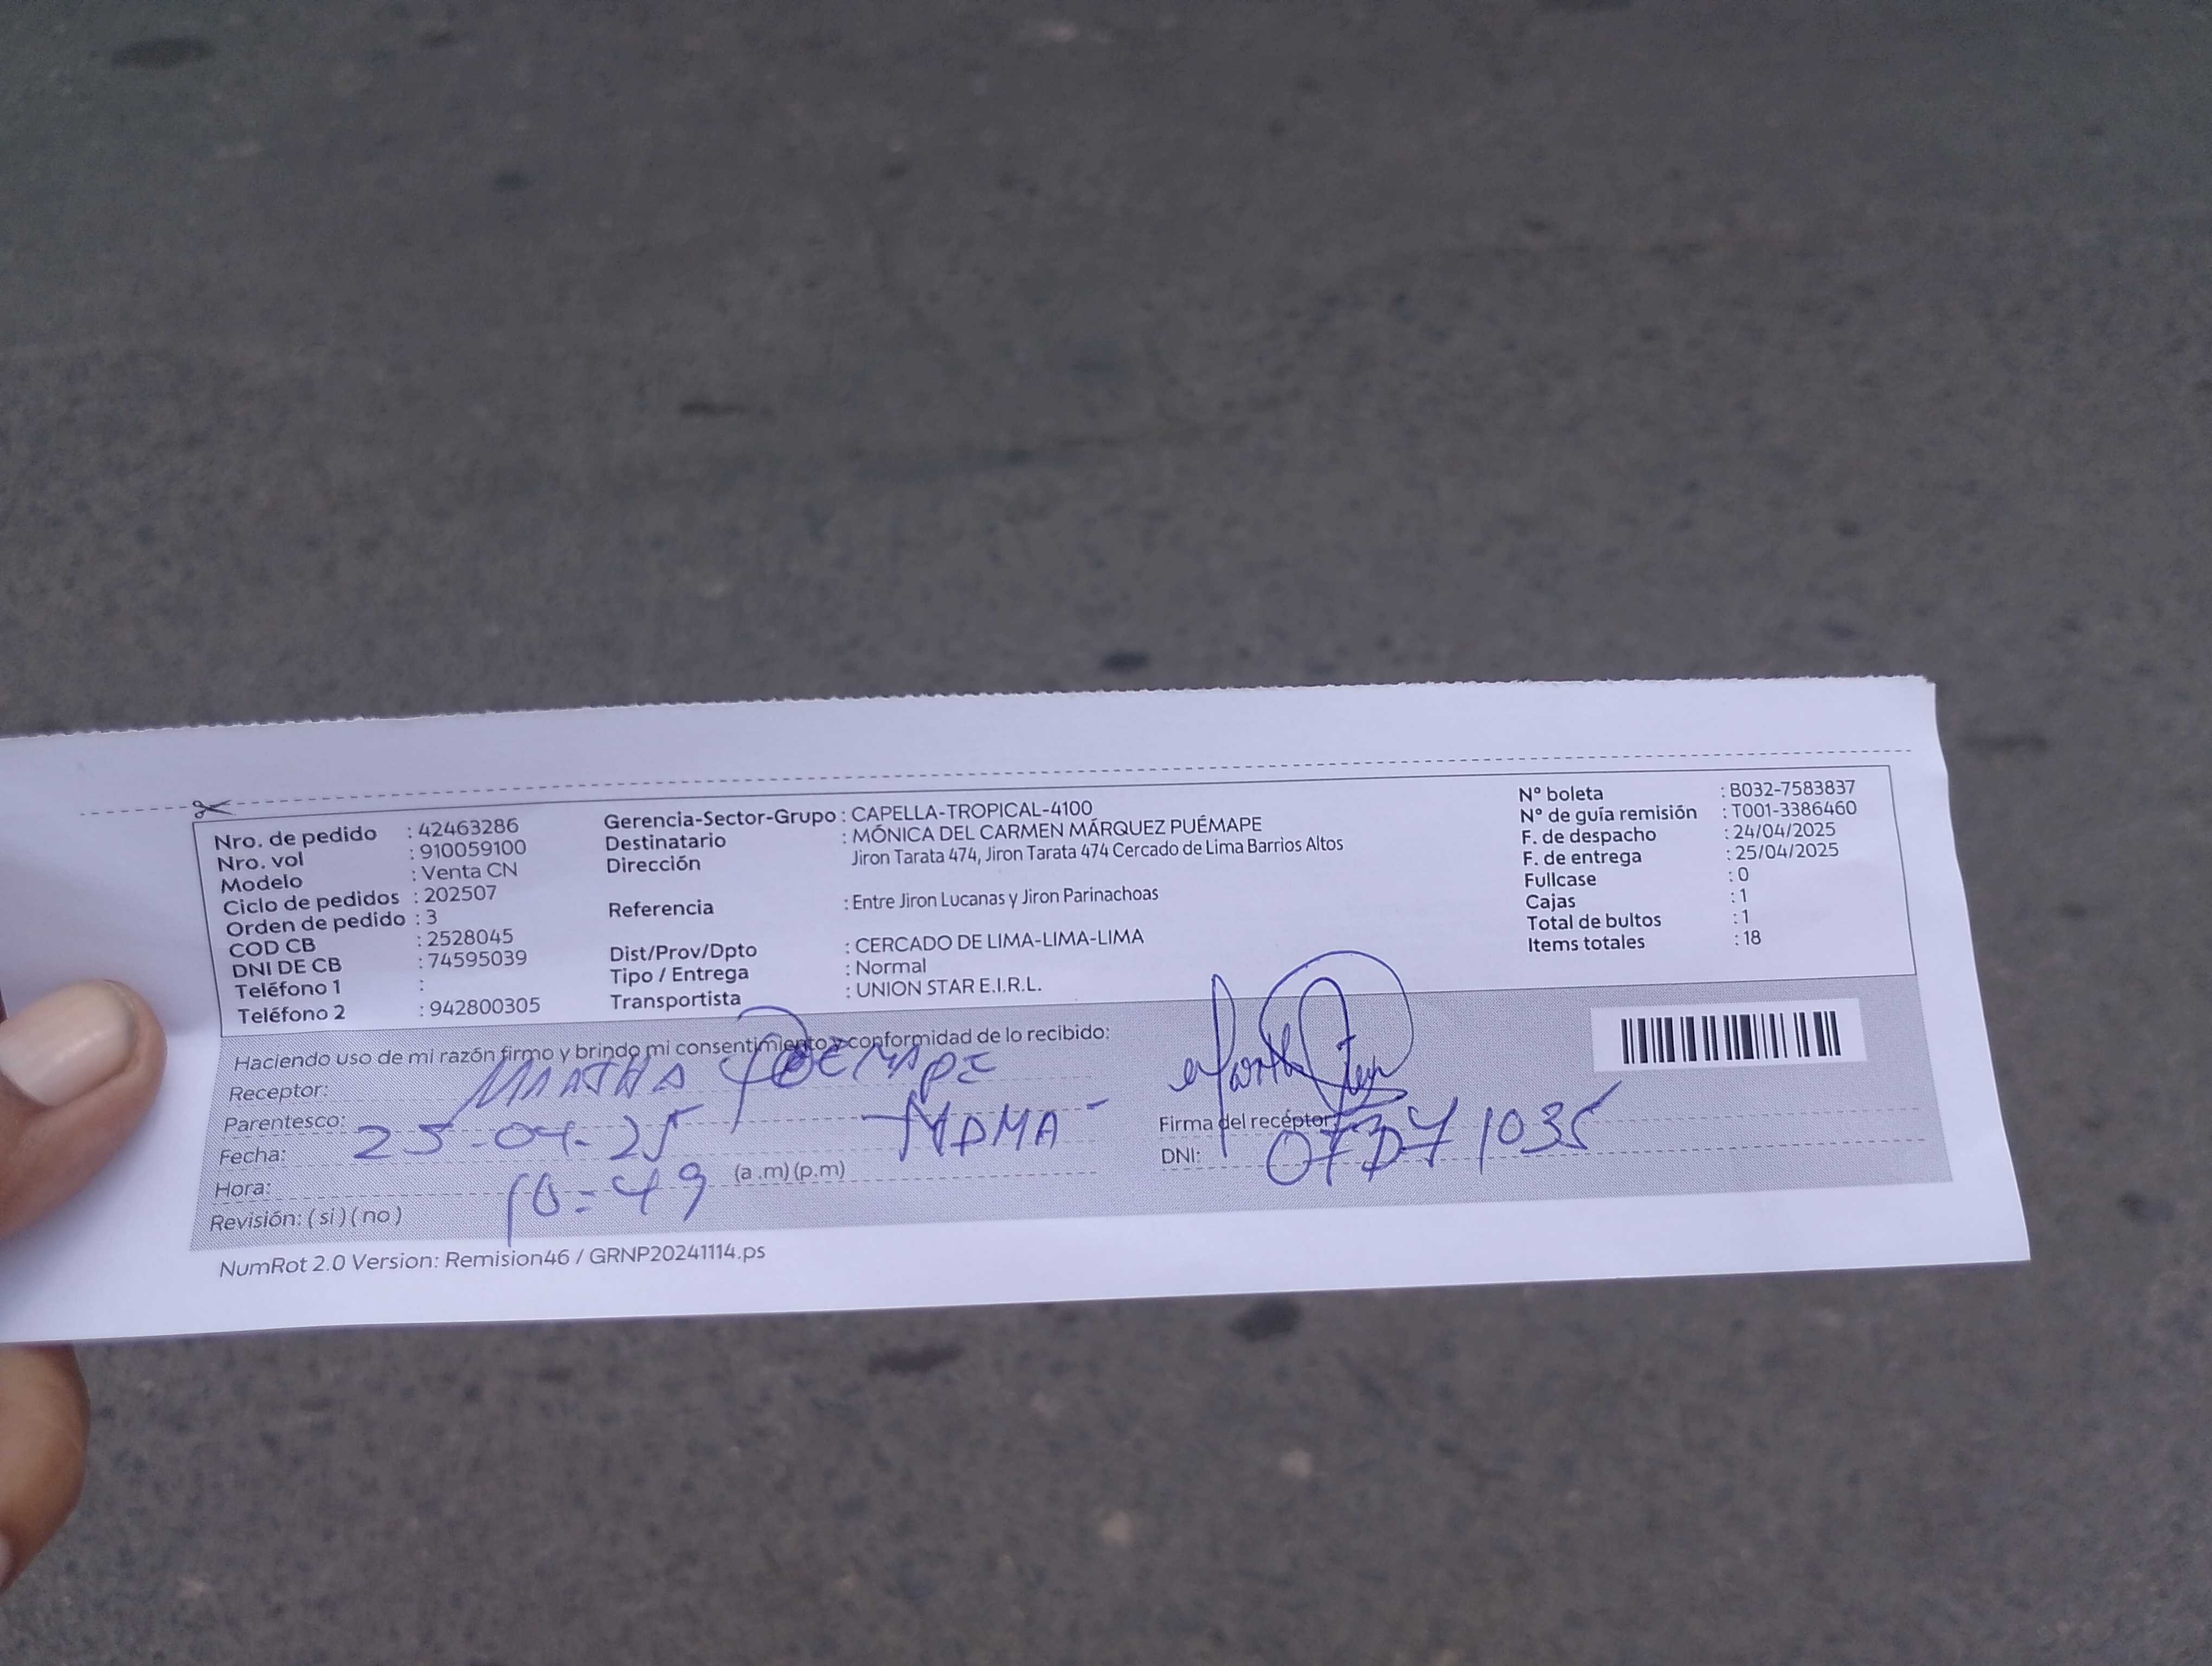 Nro. de pedido : 42463286
Nro. vol : 910059100
Modelo : Venta CN
Ciclo de pedidos : 202507
Orden de pedido : 3
COD CB : 2528045
DNI DE CB : 74595039
Teléfono 1 :
Teléfono 2 : 942800305
Gerencia-Sector-Grupo : CAPELLA-TROPICAL-4100
Destinatario : MÓNICA DEL CARMEN MÁRQUEZ PUÉMAPE
Dirección Jiron Tarata 474, Jiron Tarata 474 Cercado de Lima Barrios Altos
Referencia : Entre Jiron Lucanas y Jiron Parinachoas
Dist/Prov/Dpto : CERCADO DE LIMA-LIMA-LIMA
Tipo / Entrega : Normal
Transportista : UNION STAR E.I.R.L.
N° boleta : B032-7583837
N° de guía remisión : T001-3386460
F. de despacho : 24/04/2025
F. de entrega : 25/04/2025
Fullcase : 0
Cajas : 1
Total de bultos : 1
Items totales : 18
Haciendo uso de mi razón firmo y brindo mi consentimiento y conformidad de lo recibido:
Receptor: MARTHA PUEMAPE
Parentesco: MAMA
Fecha: 25-04-25
Hora: 10=49 (a .m) (p.m)
Revisión: ( si ) ( no )
Firma del receptor
DNI:
NumRot 2.0 Version: Remision46 / GRNP20241114.ps